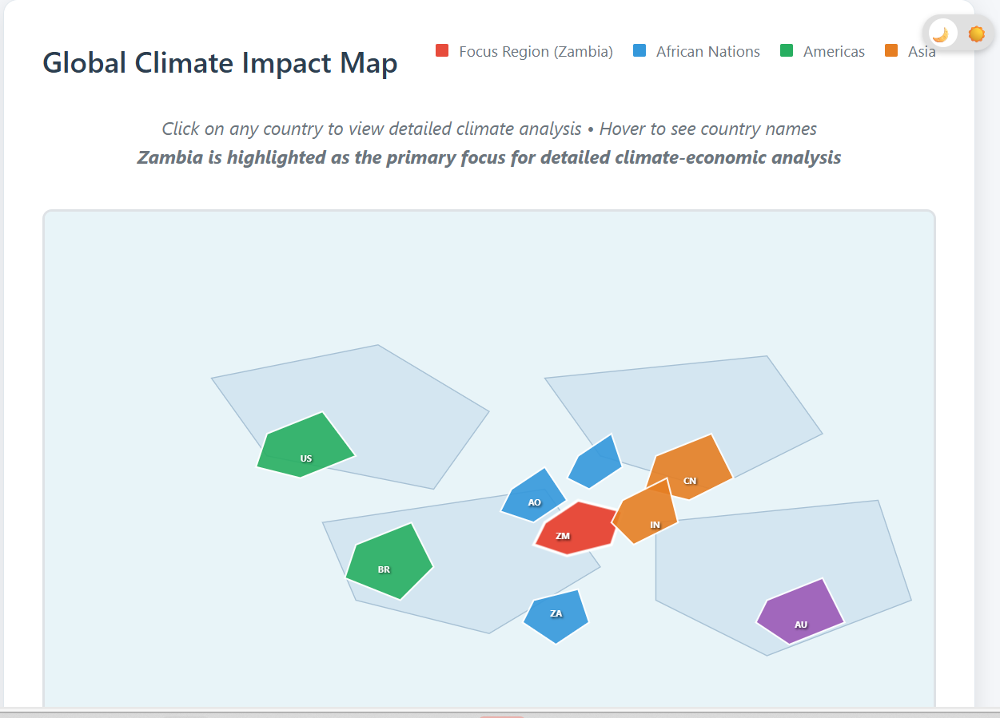 Global Climate Impact Map
Focus Region (Zambia)
African Nations
Americas
Asia
Click on any country to view detailed climate analysis • Hover to see country names
Zambia is highlighted as the primary focus for detailed climate-economic analysis
US
CN
AO
IN
ZM
BR
ZA
AU